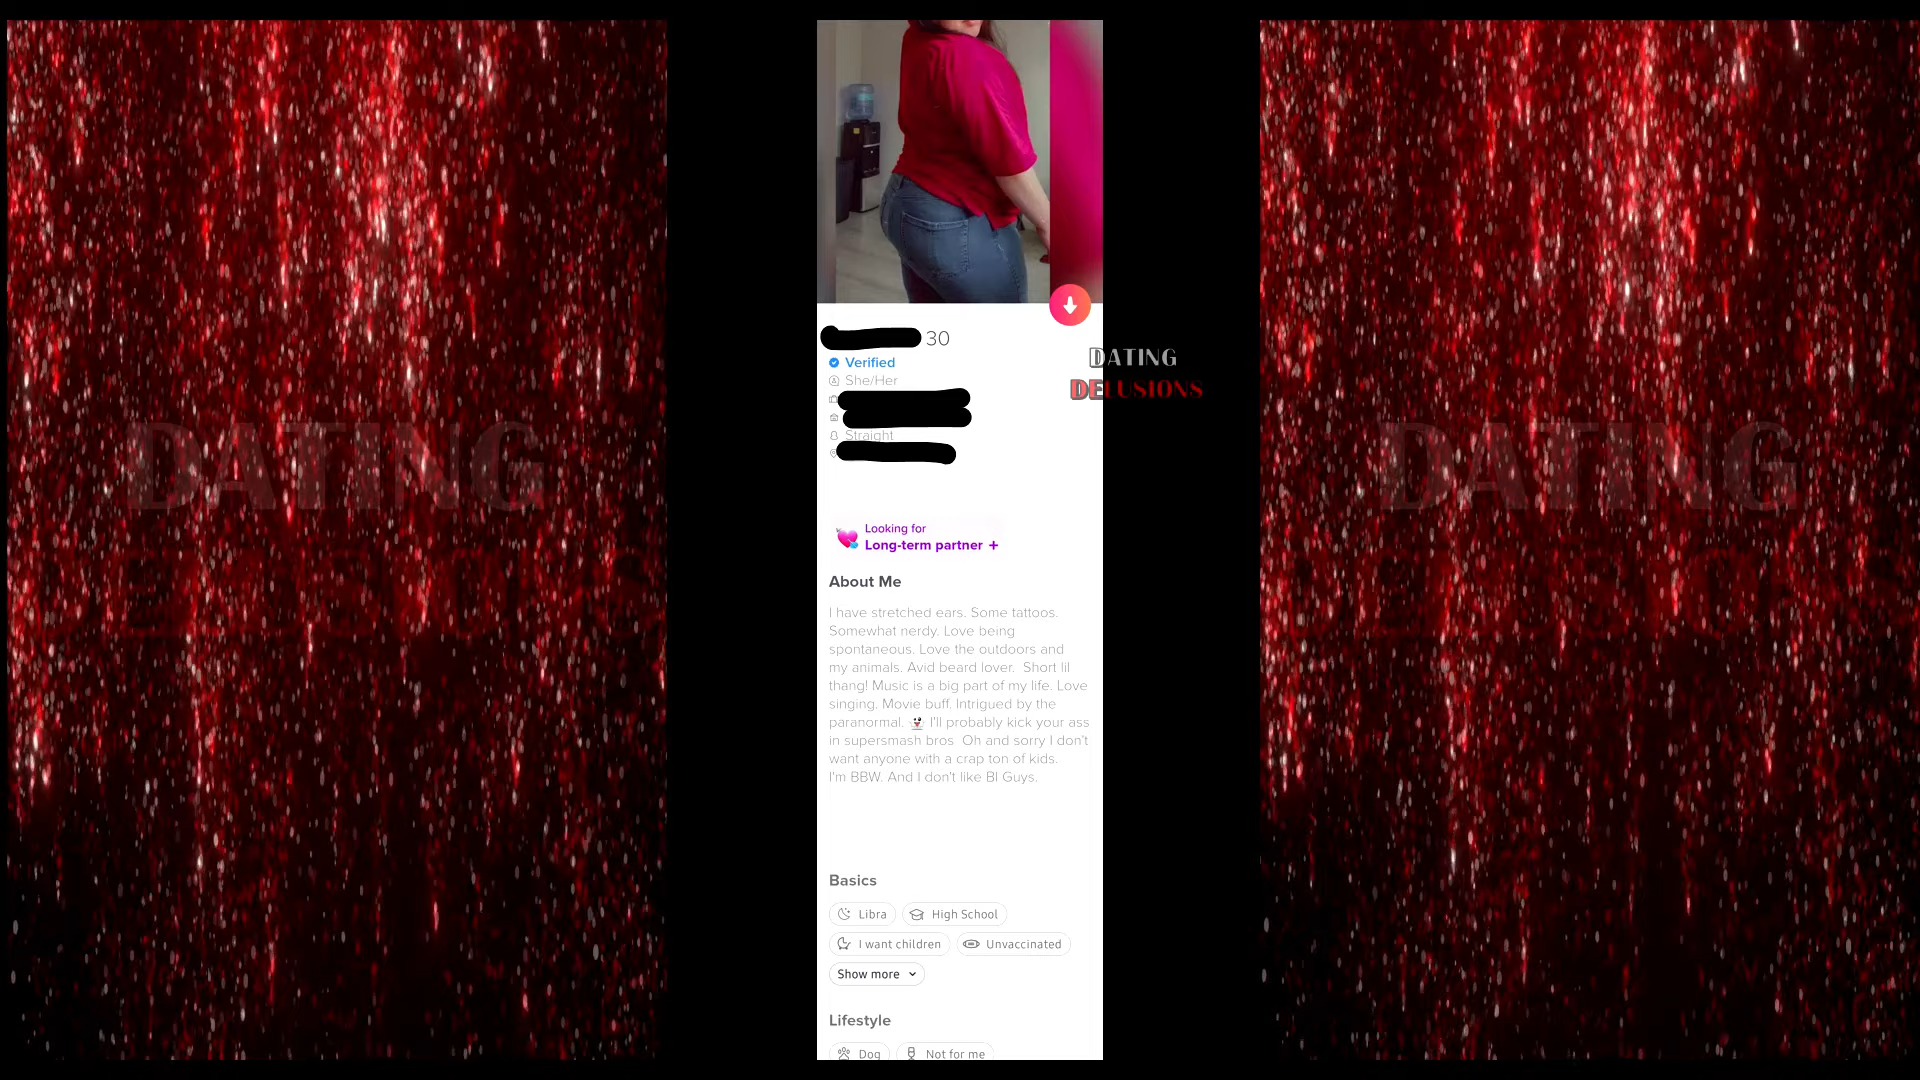 30
Verified
She/Her
Straight
DATING
DELUSIONS
DATING
DATING
Looking for
Long-term partner +
About Me
I have stretched ears. Some tattoos.
Somewhat nerdy. Love being
spontaneous. Love the outdoors and
my animals. Avid beard lover.  Short lil
thang! Music is a big part of my life. Love
singing. Movie buff. Intrigued by the
paranormal. 👻 I'll probably kick your ass
in supersmash bros  Oh and sorry I don't
want anyone with a crap ton of kids.
I'm BBW. And I don't like BI Guys.
Basics
Libra
High School
I want children
Unvaccinated
Show more
Lifestyle
Dog
Not for me